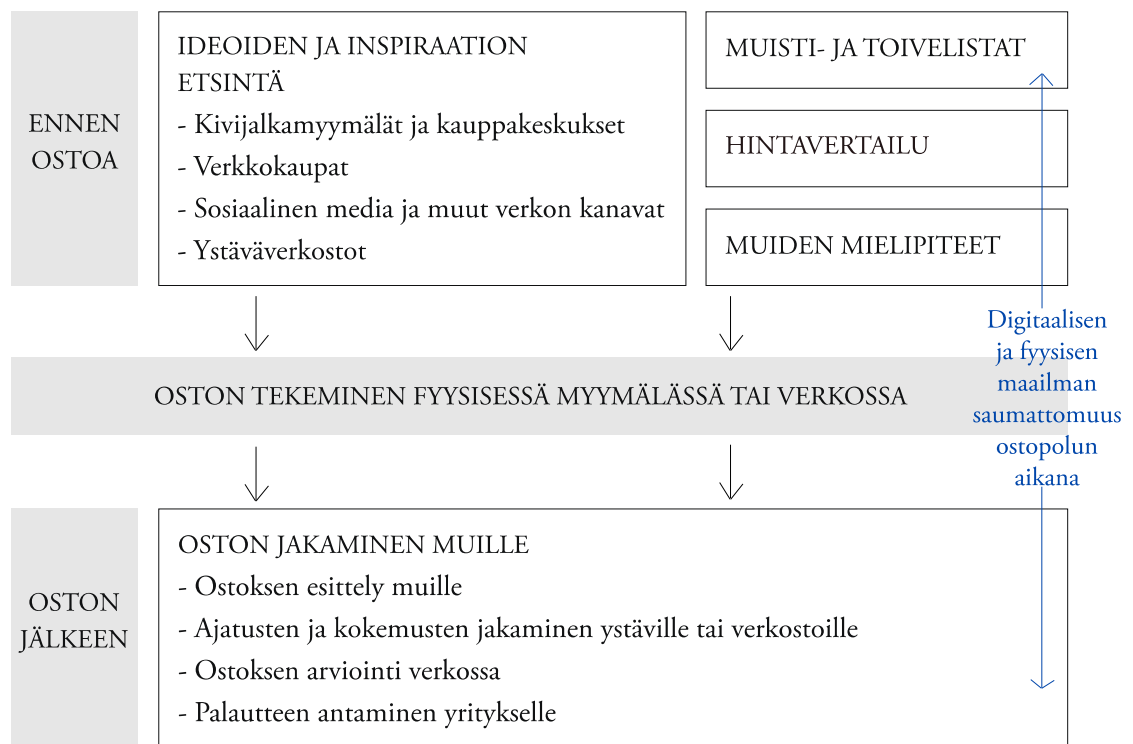 ENNEN
OSTOA
IDEOIDEN JA INSPIRAATION
ETSINTÄ
- Kivijalkamyymälät ja kauppakeskukset
- Verkkokaupat
- Sosiaalinen media ja muut verkon kanavat
- Ystäväverkostot
MUISTI- JA TOIVELISTAT
HINTAVERTAILU
MUIDEN MIELIPITEET
Digitaalisen
ja fyysisen
maailman
saumattomuus
ostopolun
aikana
OSTON TEKEMINEN FYYSISESSÄ MYYMÄLÄSSÄ TAI VERKOSSA
OSTON
JÄLKEEN
OSTON JAKAMINEN MUILLE
- Ostoksen esittely muille
- Ajatusten ja kokemusten jakaminen ystäville tai verkostoille
- Ostoksen arviointi verkossa
- Palautteen antaminen yritykselle